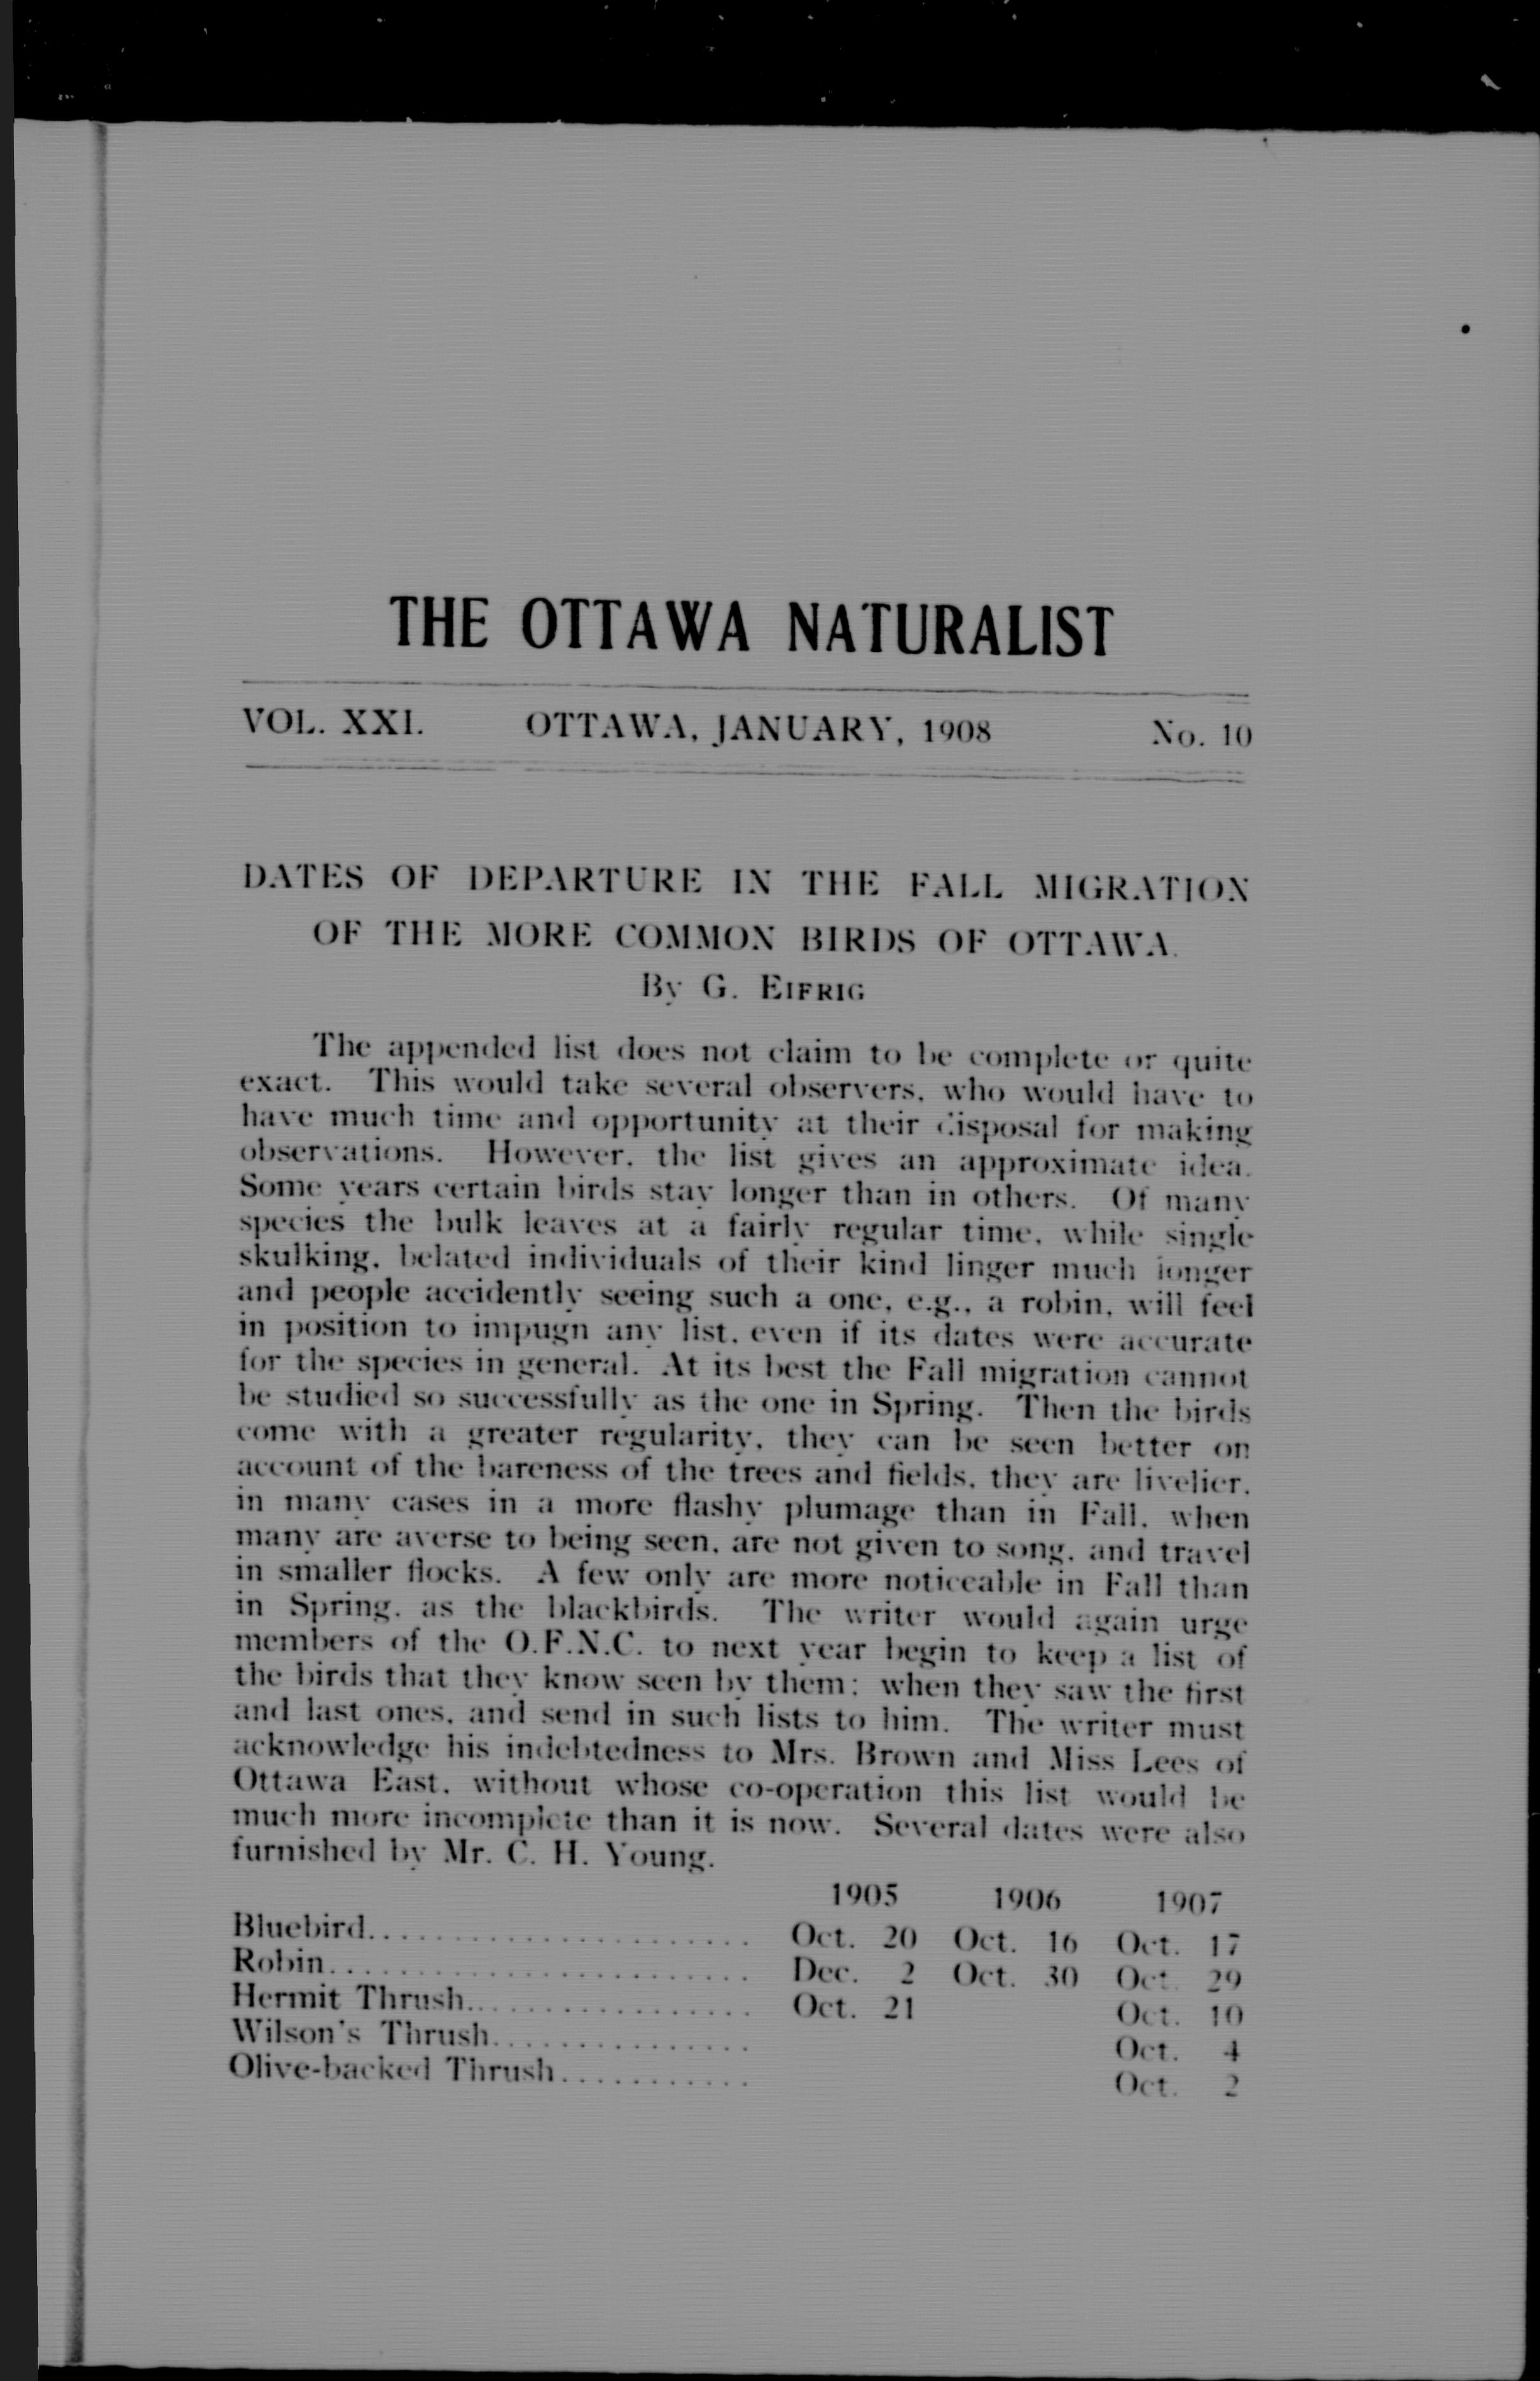 THE OTTAWA NATURALIST
VOL. XXI. OTTAWA, JANUARY, 1908 No. 10
DATES OF DEPARTURE IN THE FALL MIGRATION
OF THE MORE COMMON BIRDS OF OTTAWA.
By G. Eifrig
The appended list does not claim to be complete or quite
exact. This would take several observers, who would have to
have much time and opportunity at their disposal for making
observations. However, the list gives an approximate idea.
Some years certain birds stay longer than in others. Of many
species the bulk leaves at a fairly regular time, while single
skulking, belated individuals of their kind linger much longer
and people accidently seeing such a one, e.g., a robin, will feel
in position to impugn any list, even if its dates were accurate
for the species in general. At its best the Fall migration cannot
be studied so successfully as the one in Spring. Then the birds
come with a greater regularity, they can be seen better on
account of the bareness of the trees and fields, they are livelier,
in many cases in a more flashy plumage than in Fall, when
many are averse to being seen, are not given to song, and travel
in smaller flocks. A few only are more noticeable in Fall than
in Spring, as the blackbirds. The writer would again urge
members of the O.F.N.C. to next year begin to keep a list of
the birds that they know seen by them; when they saw the first
and last ones, and send in such lists to him. The writer must
acknowledge his indebtedness to Mrs. Brown and Miss Lees of
Ottawa East, without whose co-operation this list would be
much more incomplete than it is now. Several dates were also
furnished by Mr. C. H. Young.
1905 1906 1907
Bluebird........................ Oct. 20 Oct. 16 Oct. 17
Robin.......................... Dec. 2 Oct. 30 Oct. 29
Hermit Thrush.................. Oct. 21 Oct. 10
Wilson's Thrush................ Oct. 4
Olive-backed Thrush............ Oct. 2